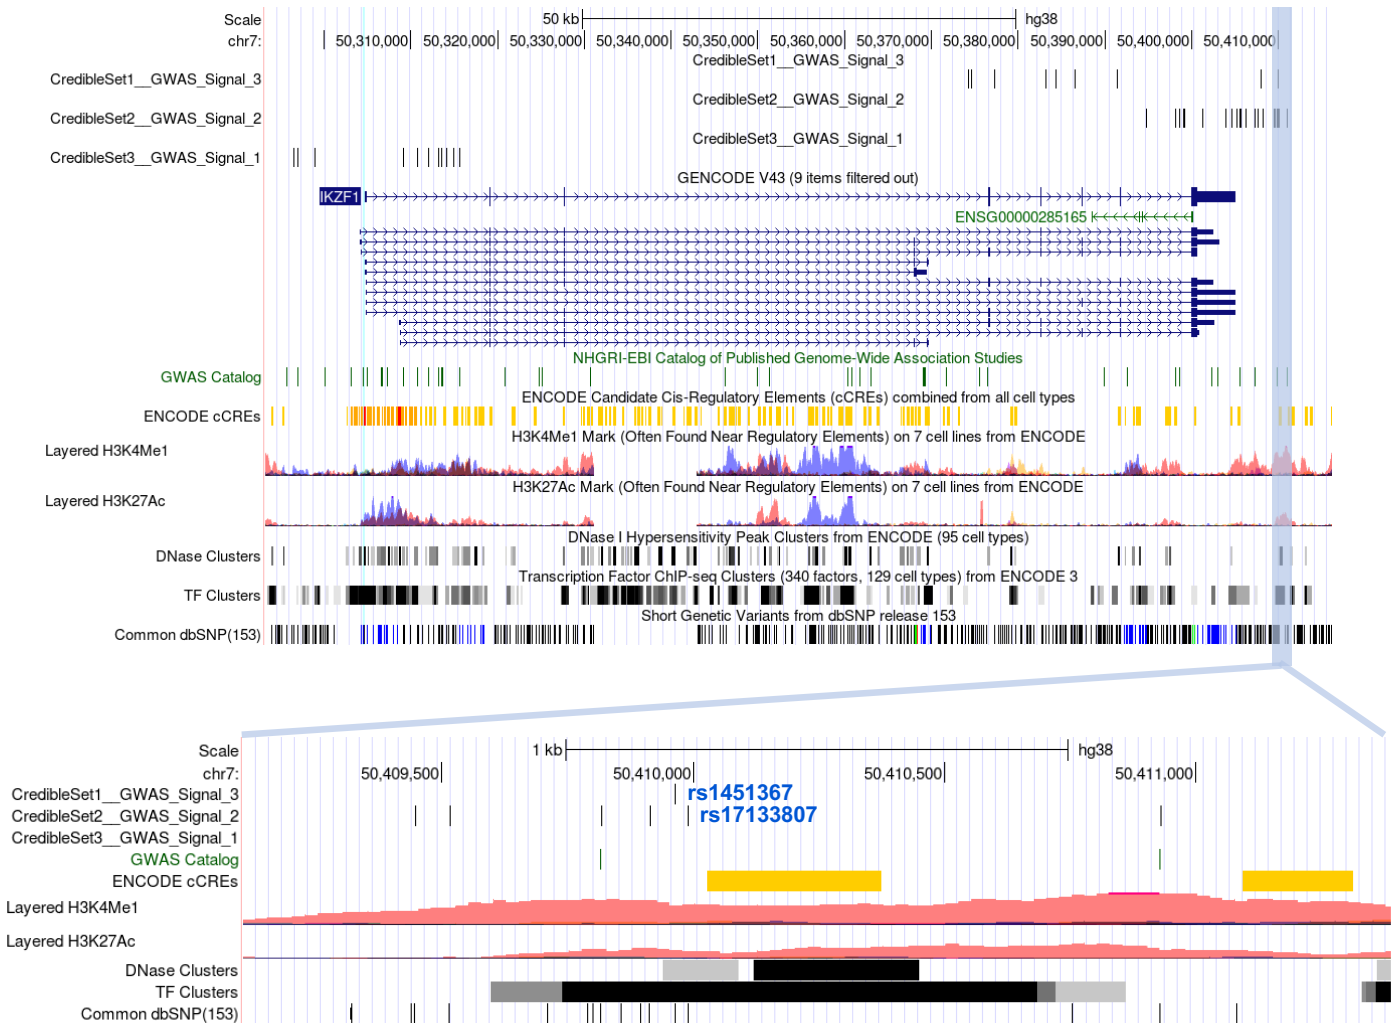 Scale 50 kb hg38
chr7: 50,310,000 50,320,000 50,330,000 50,340,000 50,350,000 50,360,000 50,370,000 50,380,000 50,390,000 50,400,000 50,410,000
CredibleSet1__GWAS_Signal_3
CredibleSet1__GWAS_Signal_3
CredibleSet2__GWAS_Signal_2
CredibleSet2__GWAS_Signal_2
CredibleSet3__GWAS_Signal_1
CredibleSet3__GWAS_Signal_1
GENCODE V43 (9 items filtered out)
IKZF1
ENSG00000285165
NHGRI-EBI Catalog of Published Genome-Wide Association Studies
GWAS Catalog
ENCODE Candidate Cis-Regulatory Elements (cCREs) combined from all cell types
ENCODE cCREs
H3K4Me1 Mark (Often Found Near Regulatory Elements) on 7 cell lines from ENCODE
Layered H3K4Me1
H3K27Ac Mark (Often Found Near Regulatory Elements) on 7 cell lines from ENCODE
Layered H3K27Ac
DNase I Hypersensitivity Peak Clusters from ENCODE (95 cell types)
DNase Clusters
Transcription Factor ChIP-seq Clusters (340 factors, 129 cell types) from ENCODE 3
TF Clusters
Short Genetic Variants from dbSNP release 153
Common dbSNP(153)
Scale 1 kb hg38
chr7: 50,409,500 50,410,000 50,410,500 50,411,000
CredibleSet1__GWAS_Signal_3 rs1451367
CredibleSet2__GWAS_Signal_2 rs17133807
CredibleSet3__GWAS_Signal_1
GWAS Catalog
ENCODE cCREs
Layered H3K4Me1
Layered H3K27Ac
DNase Clusters
TF Clusters
Common dbSNP(153)